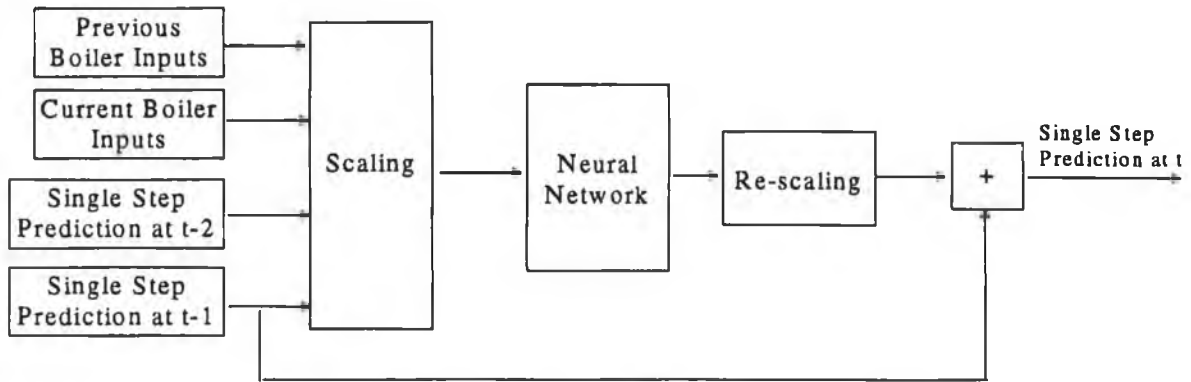 Previous
Boiler Inputs
Current Boiler
Inputs
Single Step
Prediction at t-2
Single Step
Prediction at t-1
Scaling
Neural
Network
Re-scaling
+
Single Step
Prediction at t